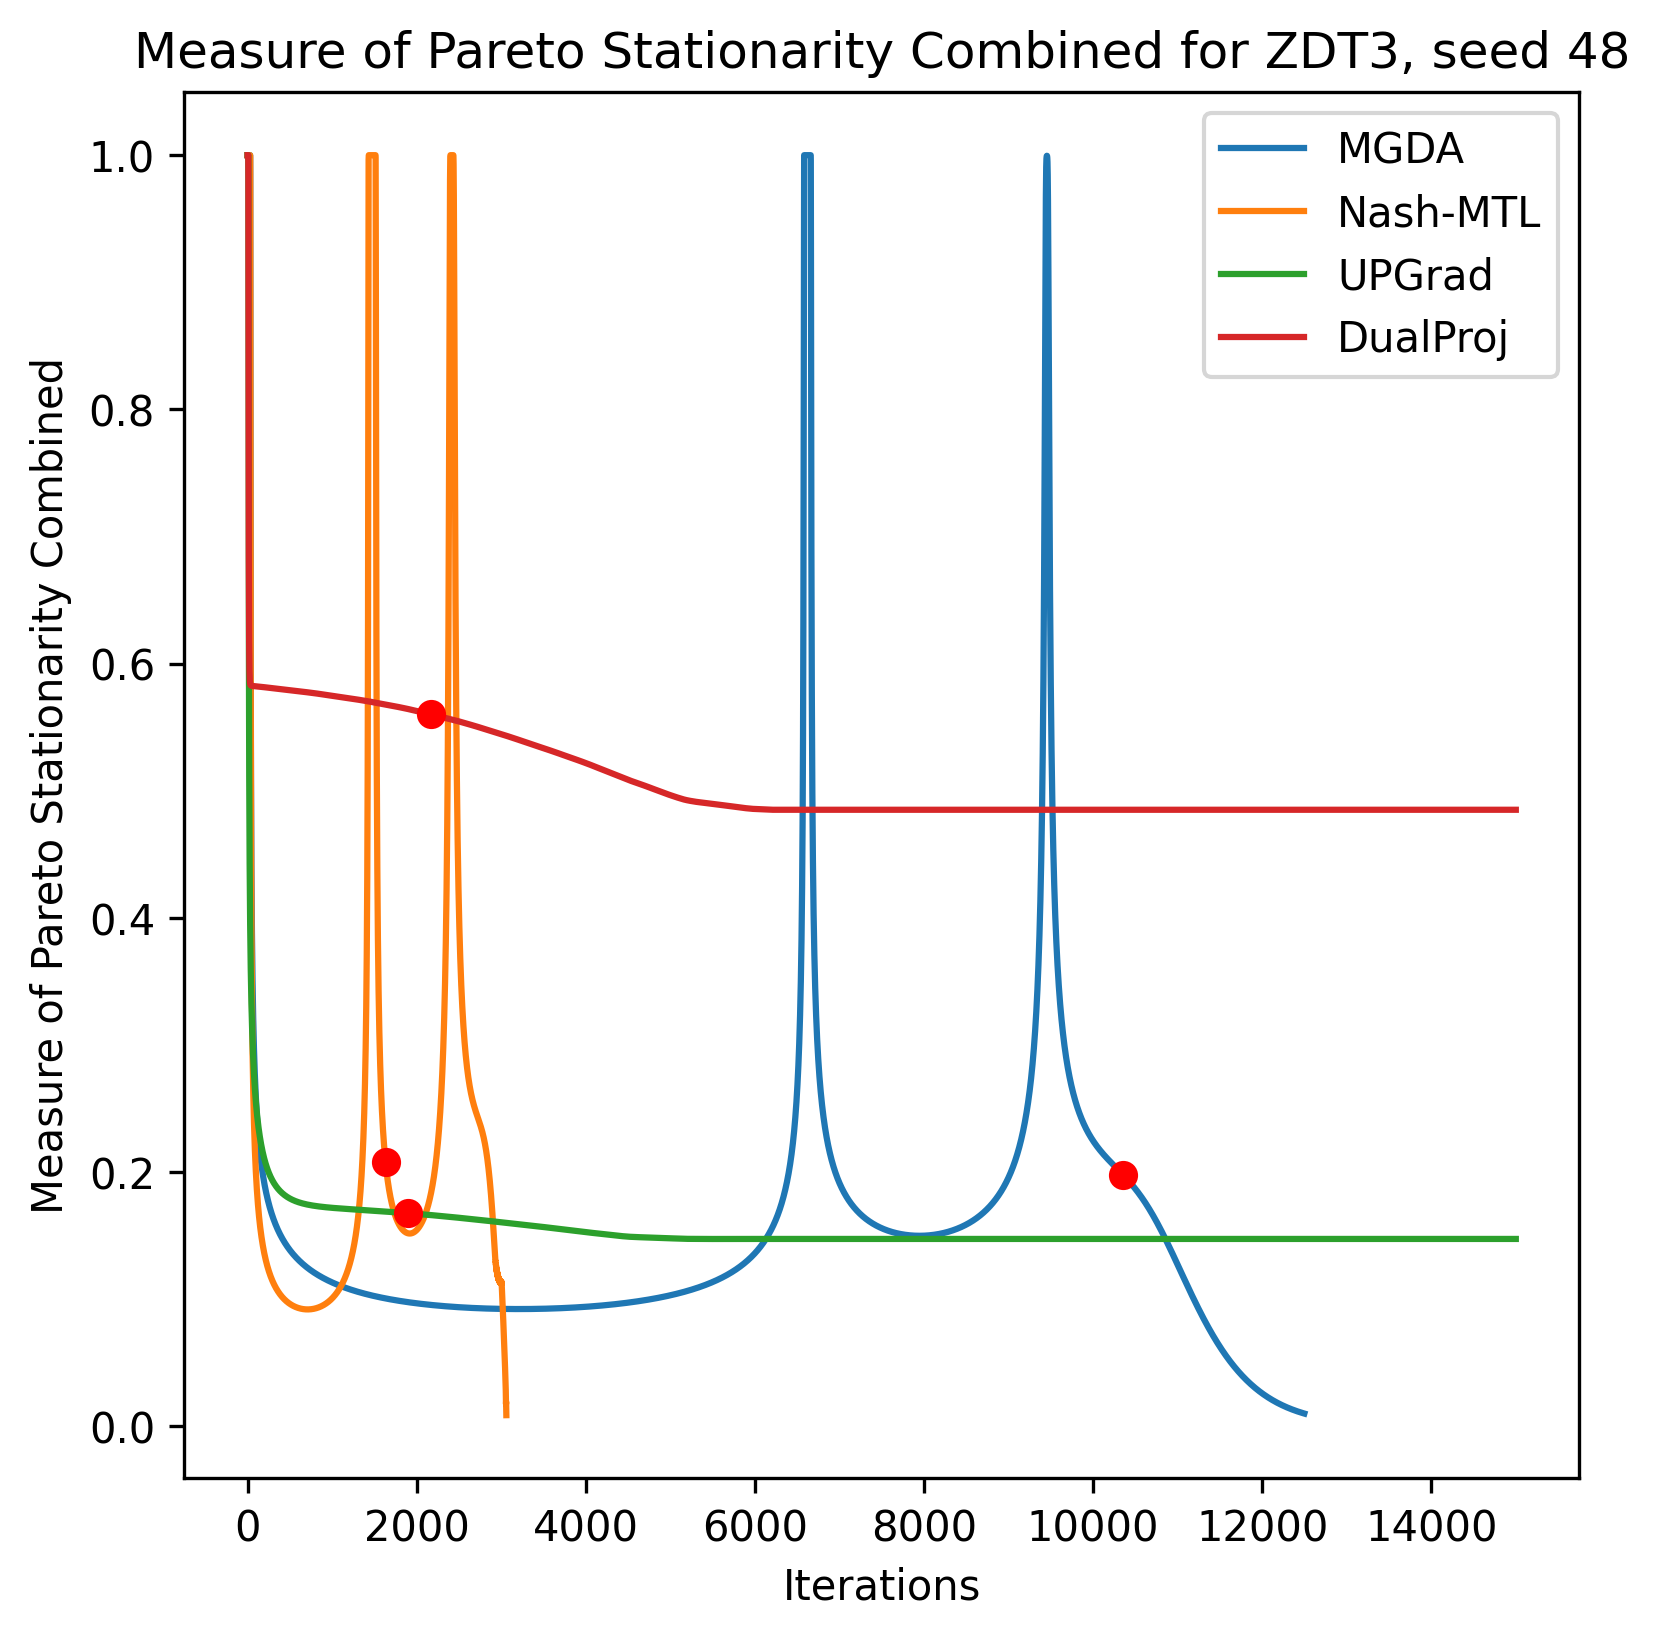 Measure of Pareto Stationarity Combined for ZDT3, seed 48
MGDA
Nash-MTL
UPGrad
DualProj
Measure of Pareto Stationarity Combined
1.0
0.8
0.6
0.4
0.2
0.0
0 2000 4000 6000 8000 10000 12000 14000
Iterations